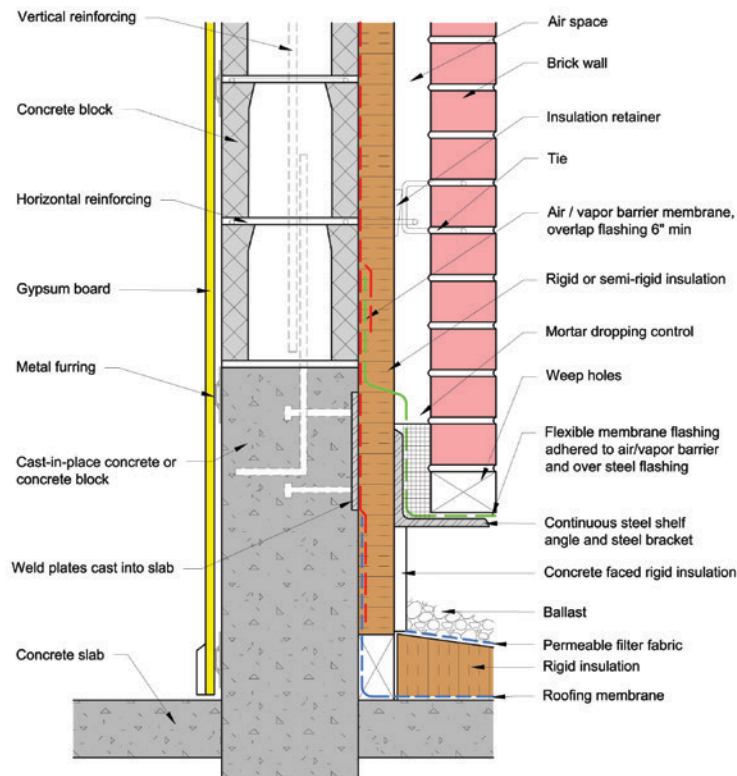 Vertical reinforcing
Concrete block
Horizontal reinforcing
Gypsum board
Metal furring
Cast-in-place concrete or
concrete block
Weld plates cast into slab
Concrete slab
Air space
Brick wall
Insulation retainer
Tie
Air / vapor barrier membrane,
overlap flashing 6" min
Rigid or semi-rigid insulation
Mortar dropping control
Weep holes
Flexible membrane flashing
adhered to air/vapor barrier
and over steel flashing
Continuous steel shelf
angle and steel bracket
Concrete faced rigid insulation
Ballast
Permeable filter fabric
Rigid insulation
Roofing membrane